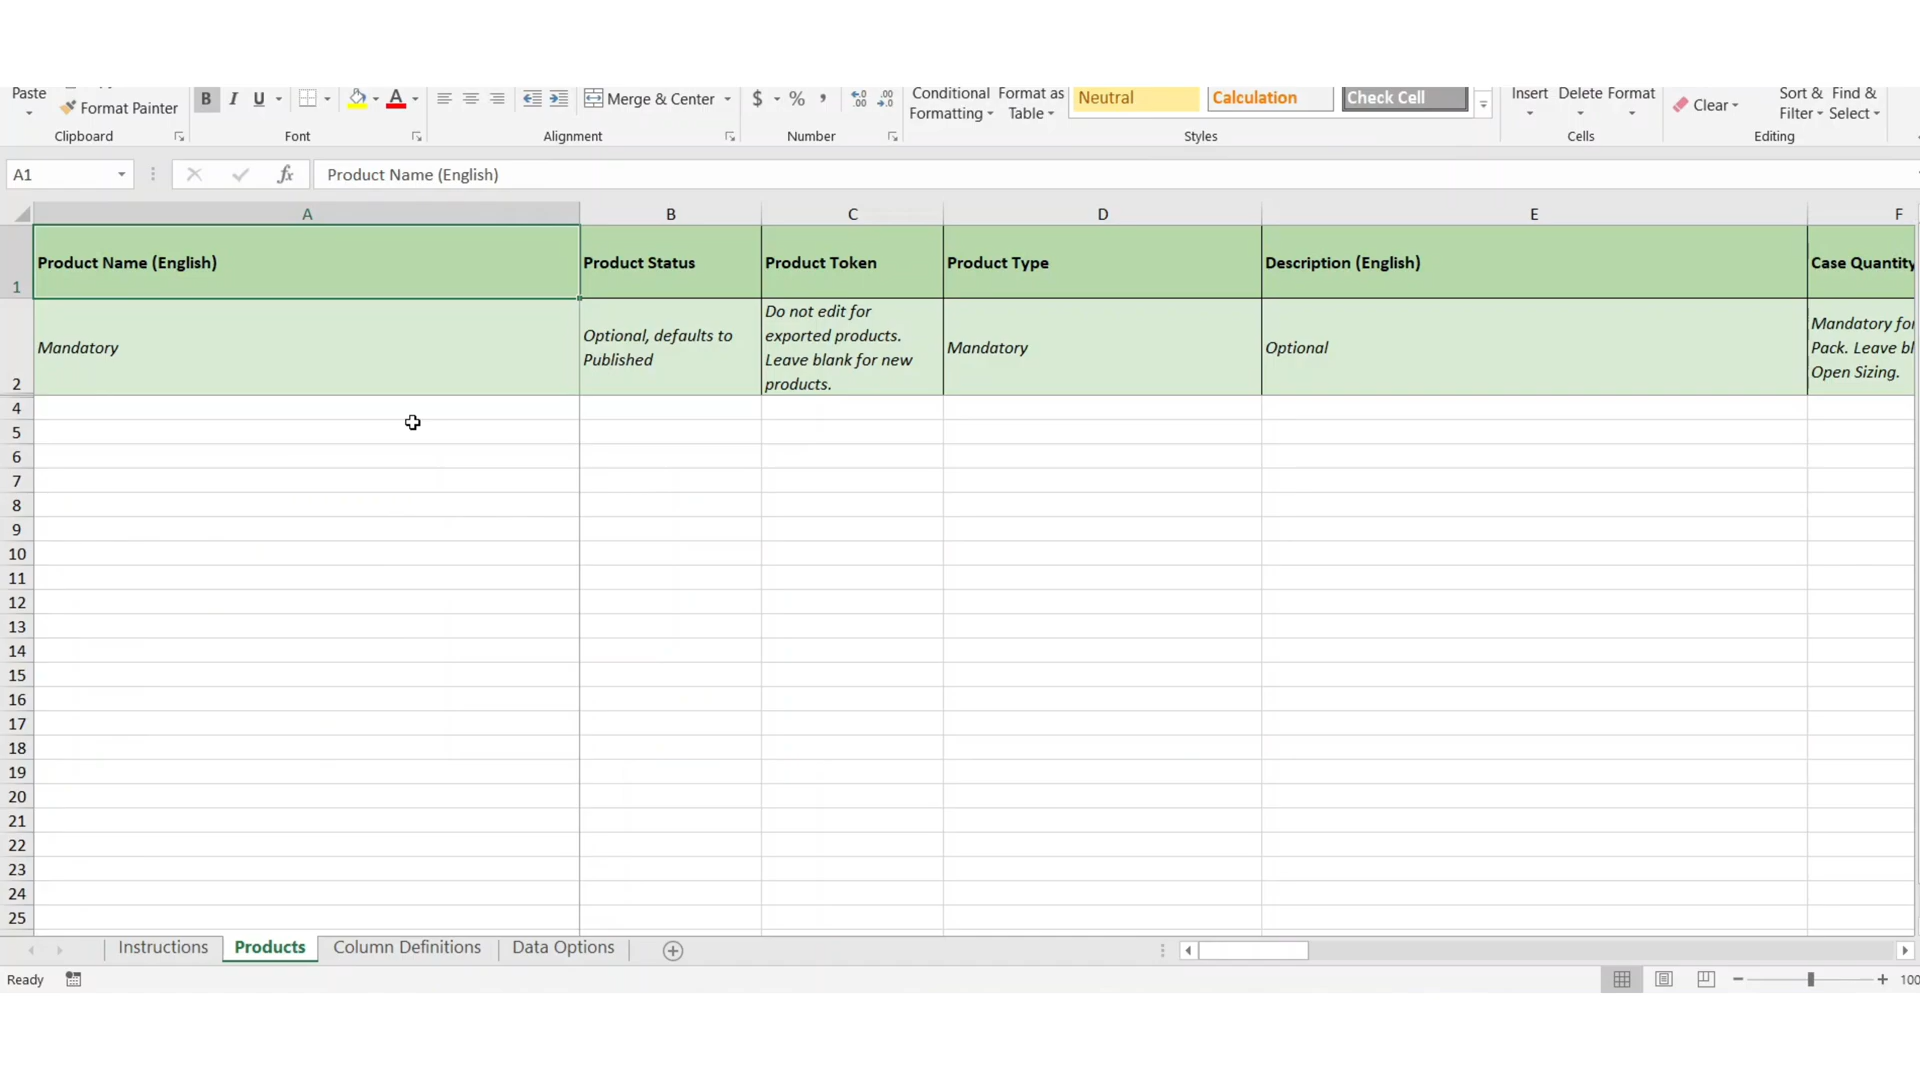 Paste
Format Painter
B I U
A
Merge & Center
$ % ,
Conditional
Formatting
Format as
Table
Neutral
Calculation
Check Cell
Insert
Delete
Format
Clear
Sort &
Filter
Find &
Select
Clipboard
Font
Alignment
Number
Styles
Cells
Editing
A1
fx
Product Name (English)
A B C D E F
1
Product Name (English)
Product Status
Product Token
Product Type
Description (English)
Case Quantity
2
Mandatory
Optional, defaults to
Published
Do not edit for
exported products.
Leave blank for new
products.
Mandatory
Optional
Mandatory for
Pack. Leave bl
Open Sizing.
4
5
6
7
8
9
10
11
12
13
14
15
16
17
18
19
20
21
22
23
24
25
Instructions
Products
Column Definitions
Data Options
Ready
100